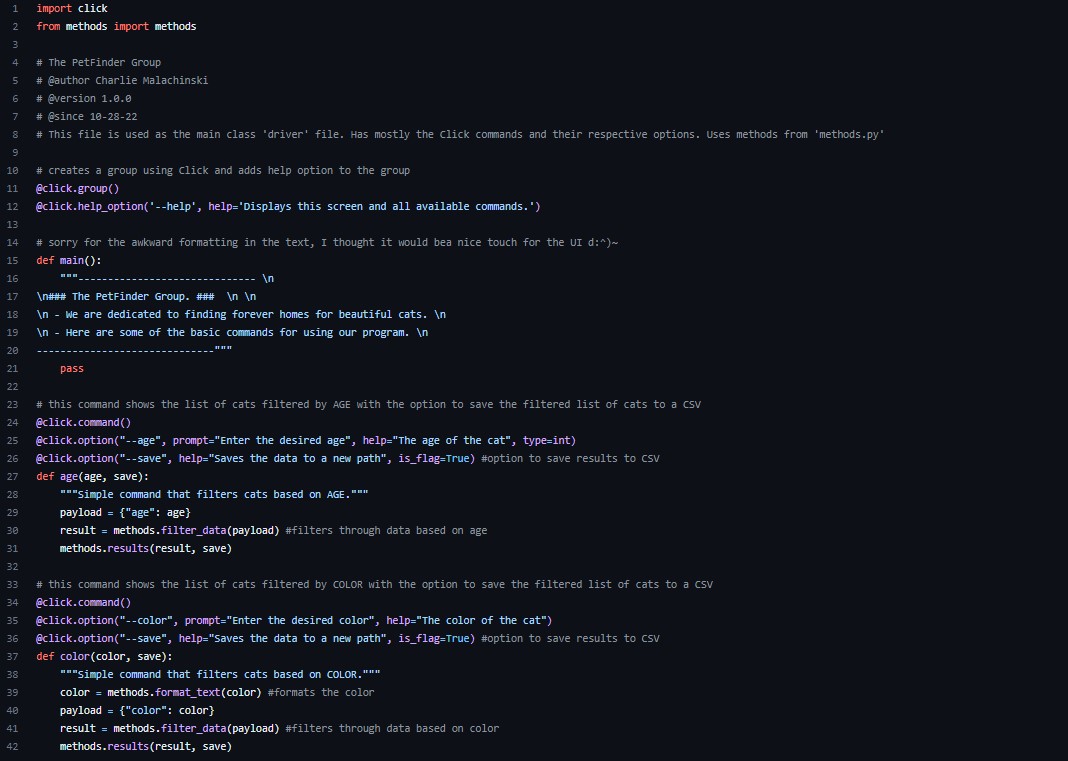 1 import click
2 from methods import methods
3
4 # The PetFinder Group
5 # @author Charlie Malachinski
6 # @version 1.0.0
7 # @since 10-28-22
8 # This file is used as the main class 'driver' file. Has mostly the Click commands and their respective options. Uses methods from 'methods.py'
9
10 # creates a group using Click and adds help option to the group
11 @click.group()
12 @click.help_option('--help', help='Displays this screen and all available commands.')
13
14 # sorry for the awkward formatting in the text, I thought it would bea nice touch for the UI d:^)~
15 def main():
16     """------------------------------ \n
17 \n### The PetFinder Group. ###  \n \n
18 \n - We are dedicated to finding forever homes for beautiful cats. \n
19 \n - Here are some of the basic commands for using our program. \n
20 ------------------------------"""
21     pass
22
23 # this command shows the list of cats filtered by AGE with the option to save the filtered list of cats to a CSV
24 @click.command()
25 @click.option("--age", prompt="Enter the desired age", help="The age of the cat", type=int)
26 @click.option("--save", help="Saves the data to a new path", is_flag=True) #option to save results to CSV
27 def age(age, save):
28     """Simple command that filters cats based on AGE."""
29     payload = {"age": age}
30     result = methods.filter_data(payload) #filters through data based on age
31     methods.results(result, save)
32
33 # this command shows the list of cats filtered by COLOR with the option to save the filtered list of cats to a CSV
34 @click.command()
35 @click.option("--color", prompt="Enter the desired color", help="The color of the cat")
36 @click.option("--save", help="Saves the data to a new path", is_flag=True) #option to save results to CSV
37 def color(color, save):
38     """Simple command that filters cats based on COLOR."""
39     color = methods.format_text(color) #formats the color
40     payload = {"color": color}
41     result = methods.filter_data(payload) #filters through data based on color
42     methods.results(result, save)